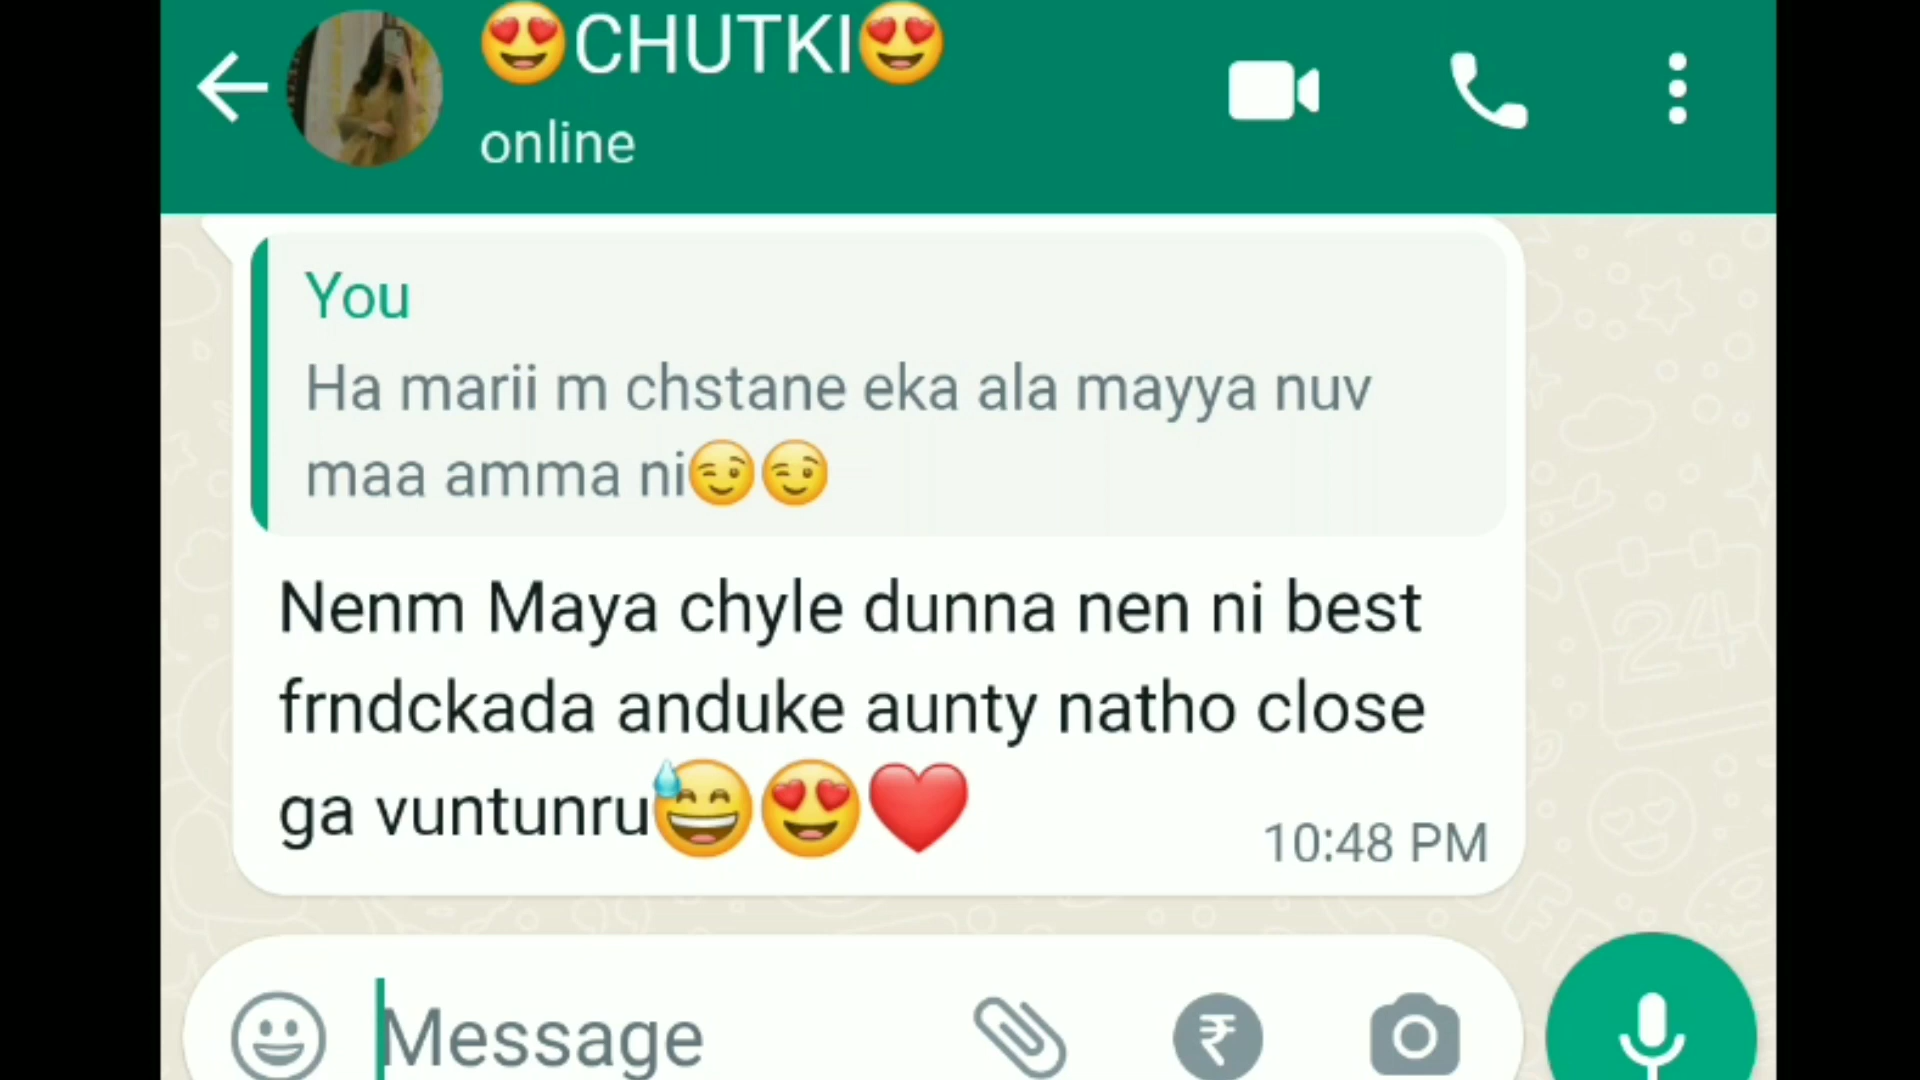 😍CHUTKI😍
online
You
Ha marii m chstane eka ala mayya nuv
maa amma ni😉😉
Nenm Maya chyle dunna nen ni best
frndckada anduke aunty natho close
ga vuntunru😅😍❤️
10:48 PM
Message